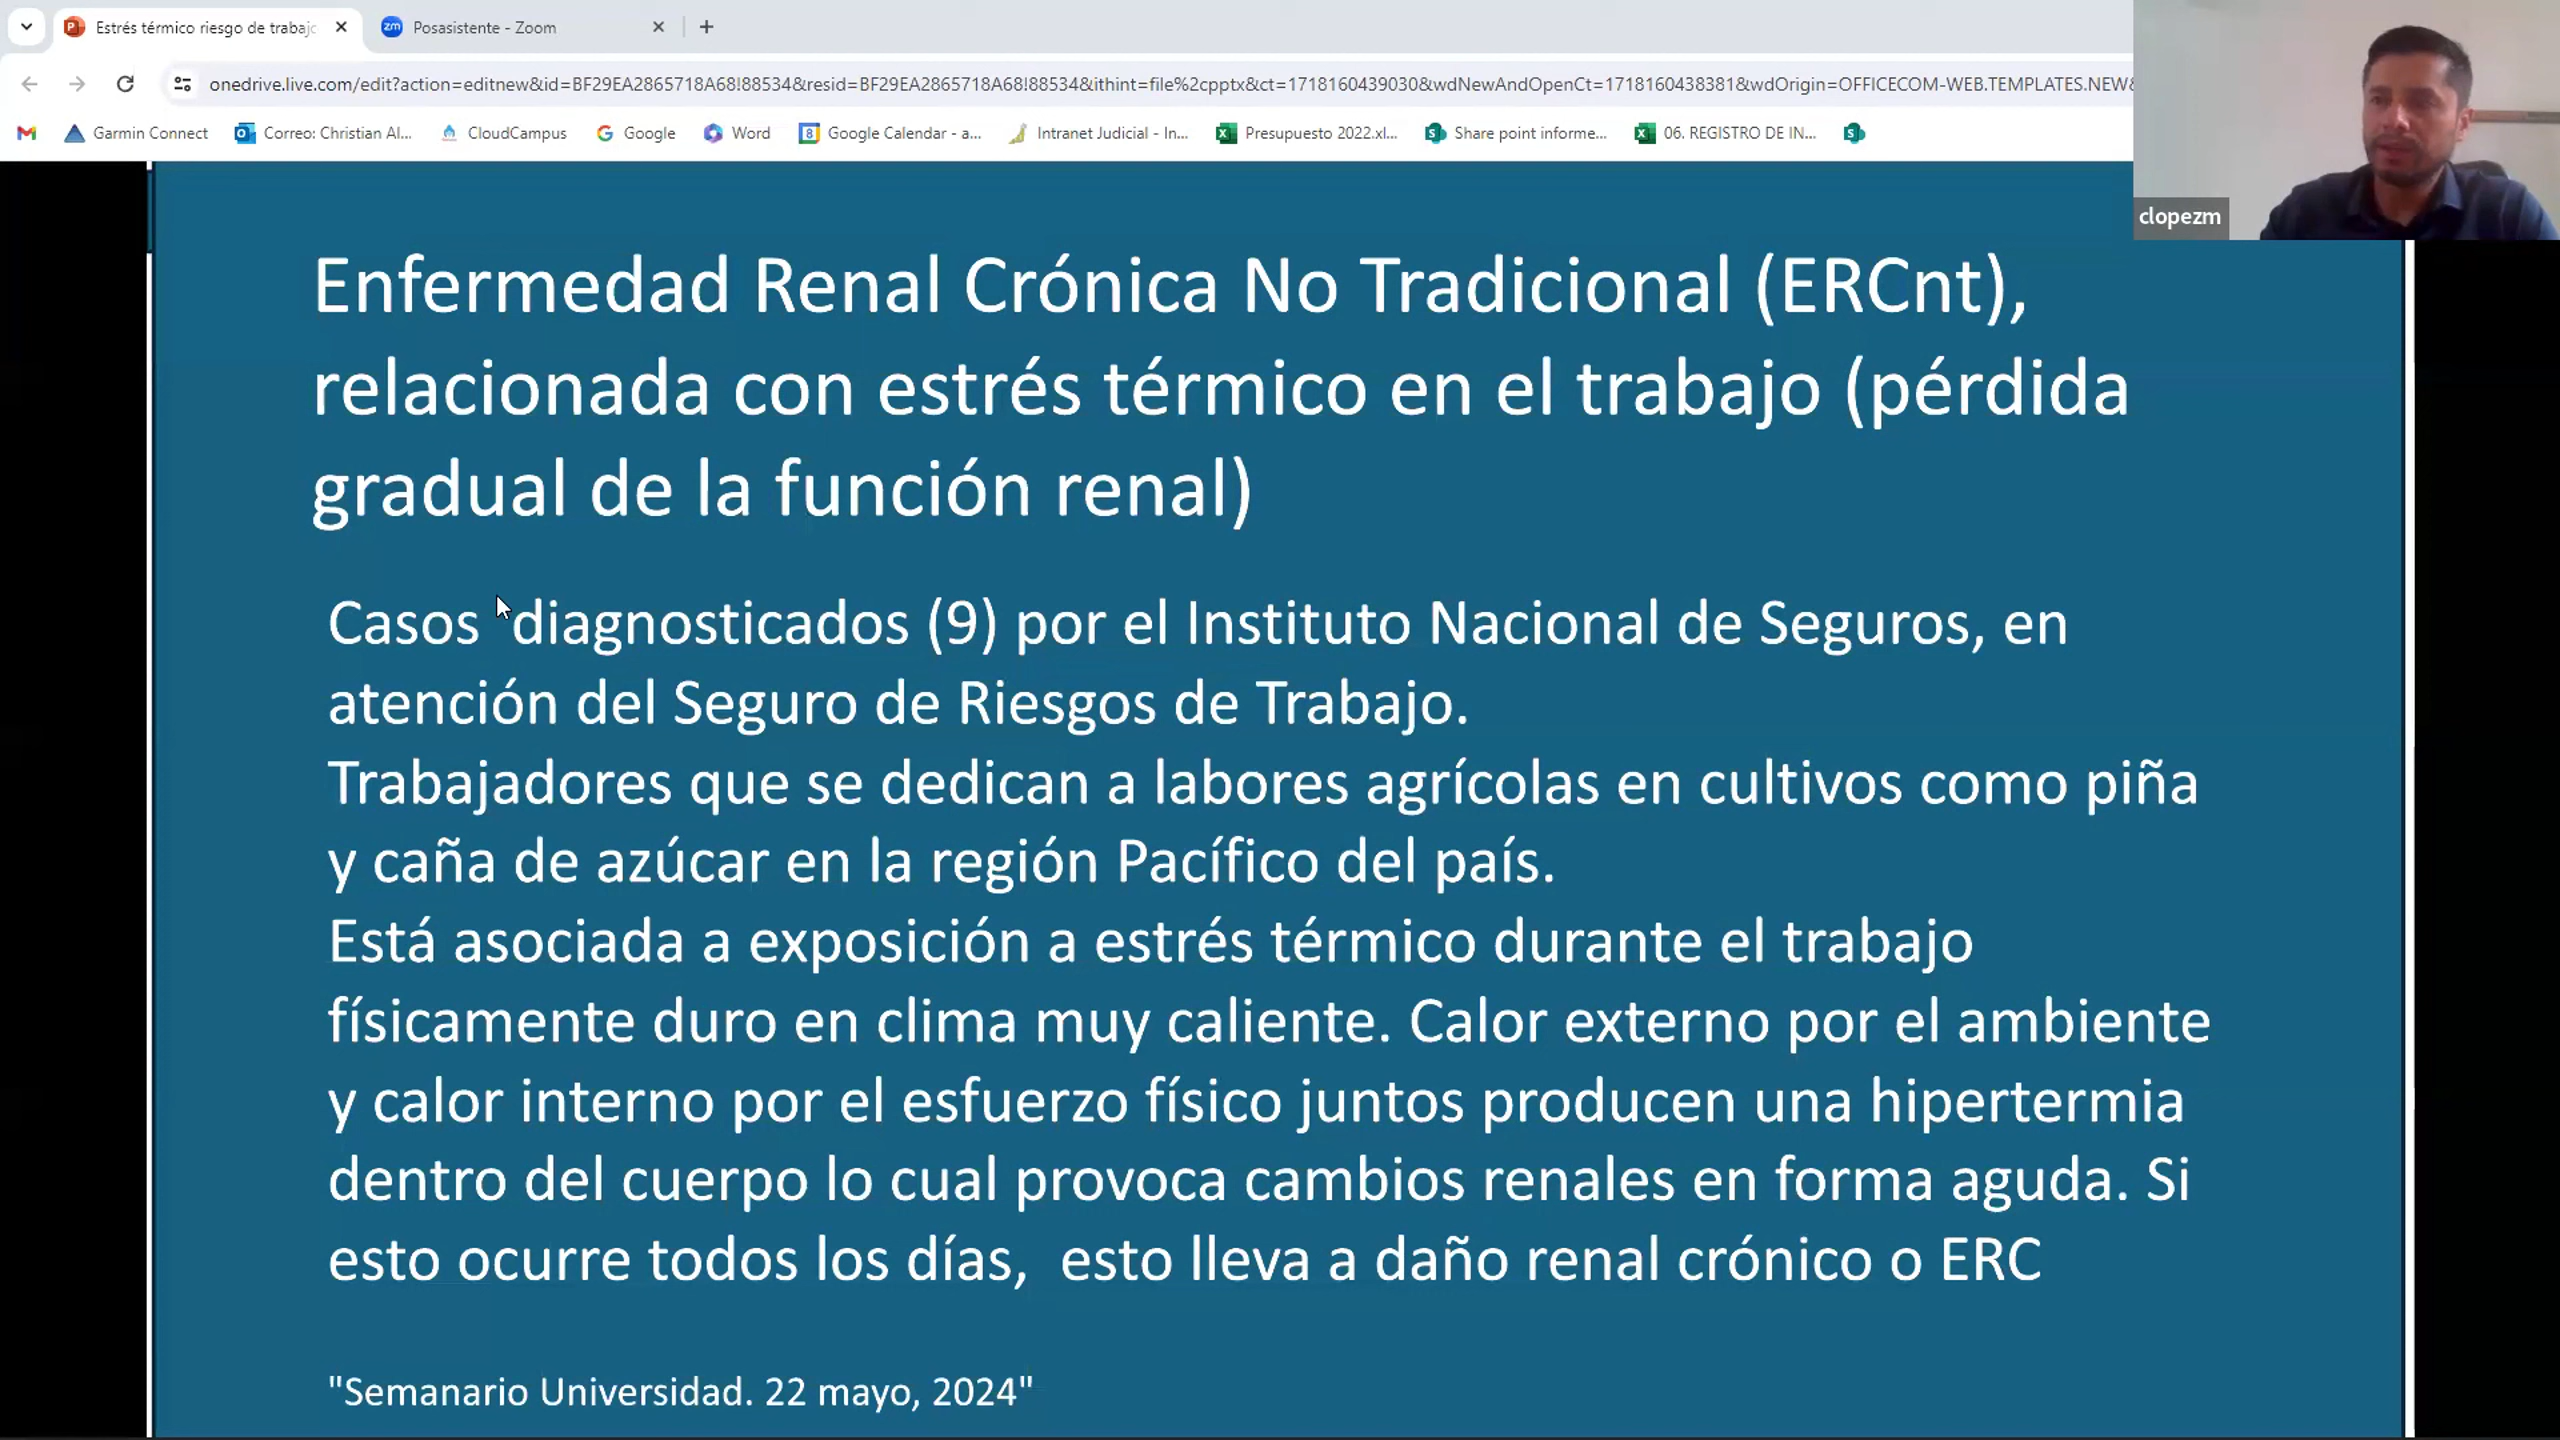 Estrés térmico riesgo de trabajo
Posasistente - Zoom
onedrive.live.com/edit?action=editnew&id=BF29EA2865718A68!88534&resid=BF29EA2865718A68!88534&ithint=file%2cpptx&ct=1718160439030&wdNewAndOpenCt=1718160438381&wdOrigin=OFFICECOM-WEB.TEMPLATES.NEW&
Garmin Connect
Correo: Christian Al...
CloudCampus
Google
Word
Google Calendar - a...
Intranet Judicial - In...
Presupuesto 2022.xl...
Share point informe...
06. REGISTRO DE IN...
clopezm
Enfermedad Renal Crónica No Tradicional (ERCnt),
relacionada con estrés térmico en el trabajo (pérdida
gradual de la función renal)
Casos diagnosticados (9) por el Instituto Nacional de Seguros, en
atención del Seguro de Riesgos de Trabajo.
Trabajadores que se dedican a labores agrícolas en cultivos como piña
y caña de azúcar en la región Pacífico del país.
Está asociada a exposición a estrés térmico durante el trabajo
físicamente duro en clima muy caliente. Calor externo por el ambiente
y calor interno por el esfuerzo físico juntos producen una hipertermia
dentro del cuerpo lo cual provoca cambios renales en forma aguda. Si
esto ocurre todos los días,  esto lleva a daño renal crónico o ERC
"Semanario Universidad. 22 mayo, 2024"